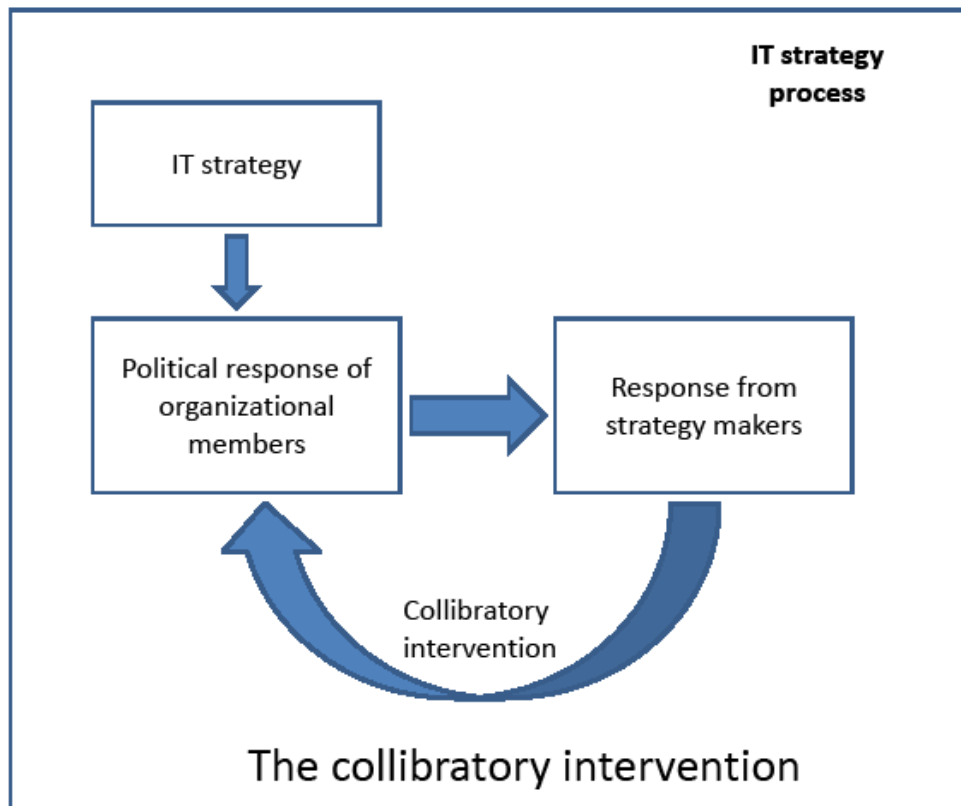 IT strategy
process
IT strategy
Political response of
organizational
members
Response from
strategy makers
Collibratory
intervention
The collibratory intervention